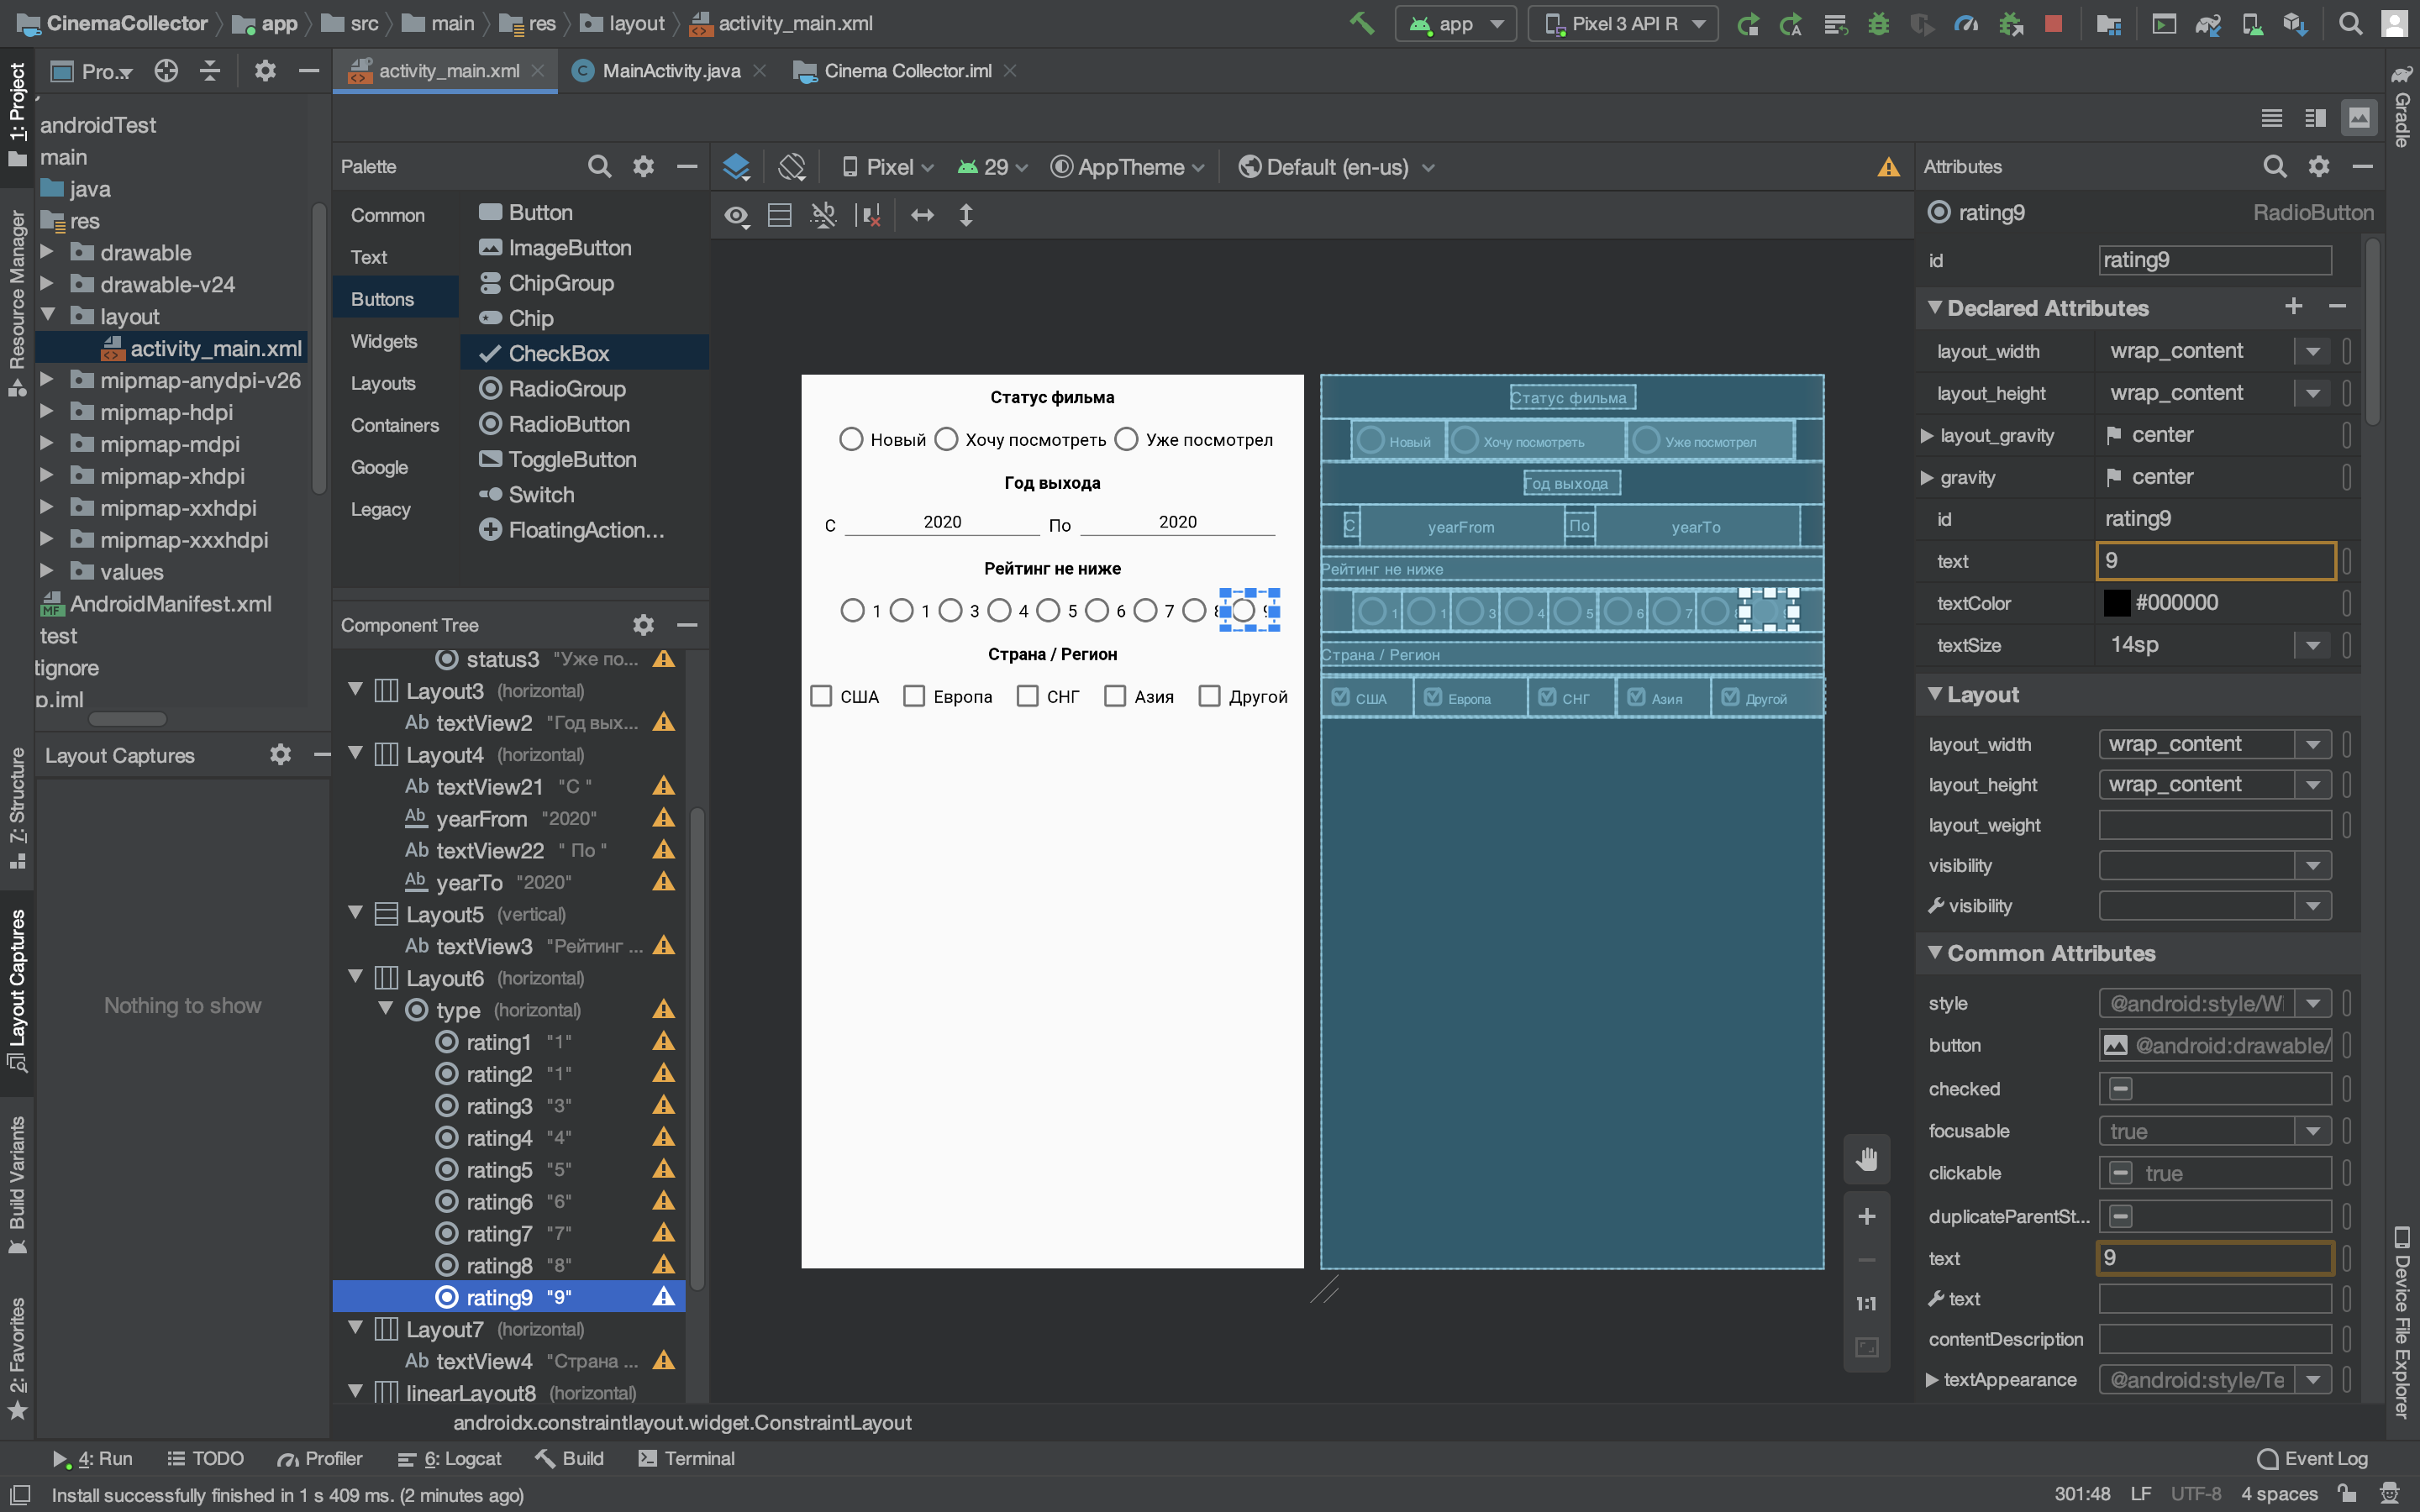 CinemaCollector app src main res layout activity_main.xml
app Pixel 3 API R
1: Project
Resource Manager
7: Structure
Layout Captures
Build Variants
2: Favorites
Pro...
androidTest
main
java
res
drawable
drawable-v24
layout
activity_main.xml
mipmap-anydpi-v26
mipmap-hdpi
mipmap-mdpi
mipmap-xhdpi
mipmap-xxhdpi
mipmap-xxxhdpi
values
AndroidManifest.xml
test
tignore
p.iml
Layout Captures
Nothing to show
activity_main.xml MainActivity.java Cinema Collector.iml
Palette
Common
Text
Buttons
Widgets
Layouts
Containers
Google
Legacy
Button
ImageButton
ChipGroup
Chip
CheckBox
RadioGroup
RadioButton
ToggleButton
Switch
FloatingAction...
Component Tree
status3 "Уже по...
Layout3 (horizontal)
Ab textView2 "Год вых...
Layout4 (horizontal)
Ab textView21 "С "
Ab yearFrom "2020"
Ab textView22 " По "
Ab yearTo "2020"
Layout5 (vertical)
Ab textView3 "Рейтинг ...
Layout6 (horizontal)
type (horizontal)
rating1 "1"
rating2 "1"
rating3 "3"
rating4 "4"
rating5 "5"
rating6 "6"
rating7 "7"
rating8 "8"
rating9 "9"
Layout7 (horizontal)
Ab textView4 "Страна ...
linearLayout8 (horizontal)
androidx.constraintlayout.widget.ConstraintLayout
Pixel 29 AppTheme Default (en-us)
Статус фильма
Новый Хочу посмотреть Уже посмотрел
Год выхода
С 2020 По 2020
Рейтинг не ниже
1 1 3 4 5 6 7 8 9
Страна / Регион
США Европа СНГ Азия Другой
Статус фильма
Новый Хочу посмотреть Уже посмотрел
Год выхода
С yearFrom По yearTo
Рейтинг не ниже
1 1 3 4 5 6 7
Страна / Регион
США Европа СНГ Азия Другой
1:1
Attributes
rating9 RadioButton
id rating9
Declared Attributes
layout_width wrap_content
layout_height wrap_content
layout_gravity center
gravity center
id rating9
text 9
textColor #000000
textSize 14sp
Layout
layout_width wrap_content
layout_height wrap_content
layout_weight
visibility
visibility
Common Attributes
style @android:style/Wi
button @android:drawable/
checked
focusable true
clickable true
duplicateParentSt...
text 9
text
contentDescription
textAppearance @android:style/Te
Gradle
Device File Explorer
4: Run TODO Profiler 6: Logcat Build Terminal Event Log
Install successfully finished in 1 s 409 ms. (2 minutes ago) 301:48 LF UTF-8 4 spaces